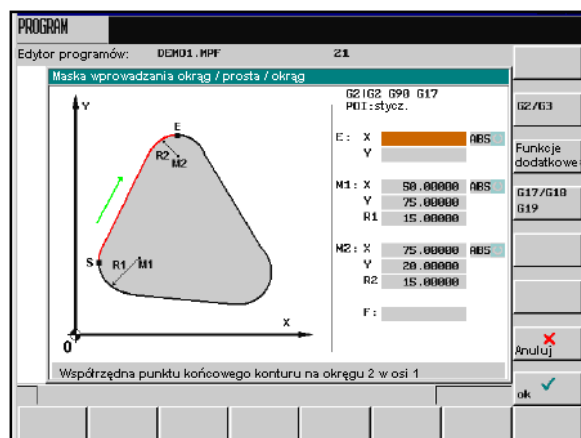 PROGRAM
Edytor programów: DEMO1.MPF 21
Maska wprowadzania okrąg / prosta / okrąg
G2|G2 G90 G17
POI:stycz.
Y
E
R2
M2
S
R1
M1
X
0
E: X ABS
Y
M1: X 50.00000 ABS
Y 75.00000
R1 15.00000
M2: X 75.00000 ABS
Y 20.00000
R2 15.00000
F:
Współrzędna punktu końcowego konturu na okręgu 2 w osi 1
G2/G3
Funkcje
dodatkowe
G17/G18
G19
Anuluj
ok